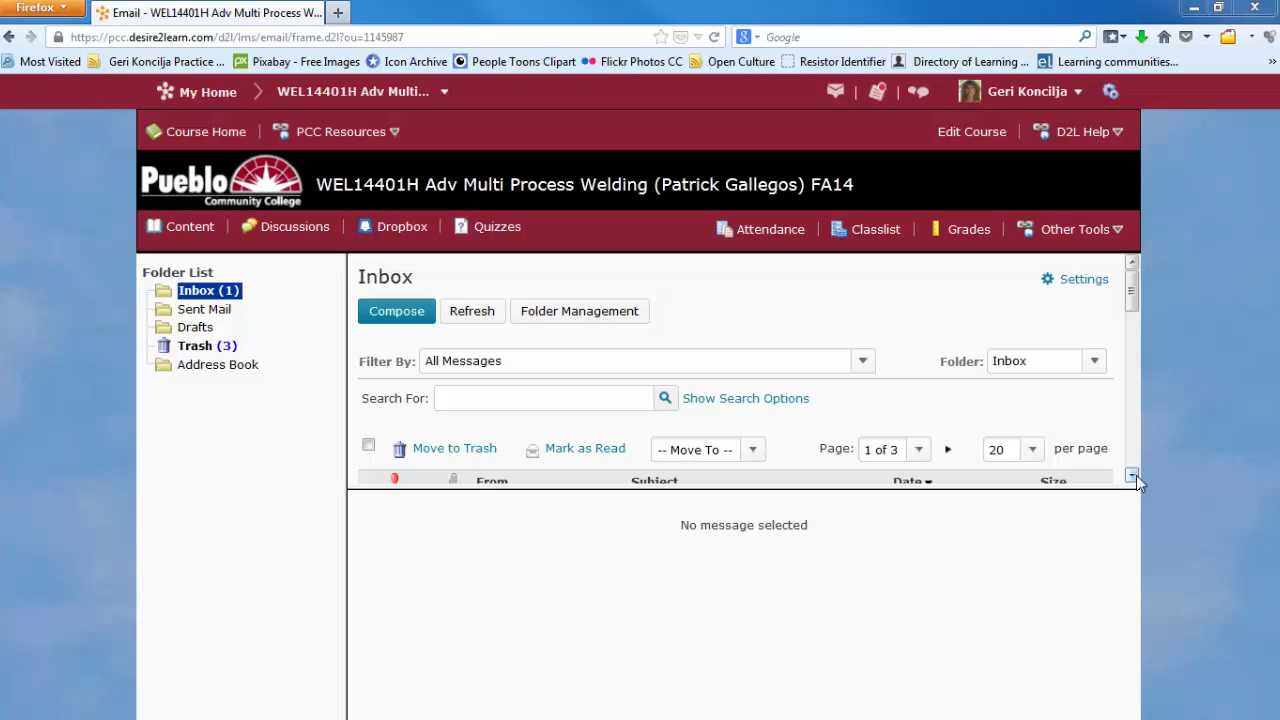 Firefox
Email - WEL14401H Adv Multi Process W...
https://pcc.desire2learn.com/d2l/lms/email/frame.d2l?ou=1145987
Google
Most Visited Geri Koncilja Practice ... Pixabay - Free Images Icon Archive People Toons Clipart Flickr Photos CC Open Culture Resistor Identifier Directory of Learning ... Learning communities...
My Home WEL14401H Adv Multi... Geri Koncilja
Course Home PCC Resources Edit Course D2L Help
Pueblo Community College
WEL14401H Adv Multi Process Welding (Patrick Gallegos) FA14
Content Discussions Dropbox Quizzes Attendance Classlist Grades Other Tools
Folder List
Inbox (1)
Sent Mail
Drafts
Trash (3)
Address Book
Inbox
Settings
Compose Refresh Folder Management
Filter By: All Messages Folder: Inbox
Search For: Show Search Options
Move to Trash Mark as Read -- Move To -- Page: 1 of 3 20 per page
From Subject Date Size
No message selected